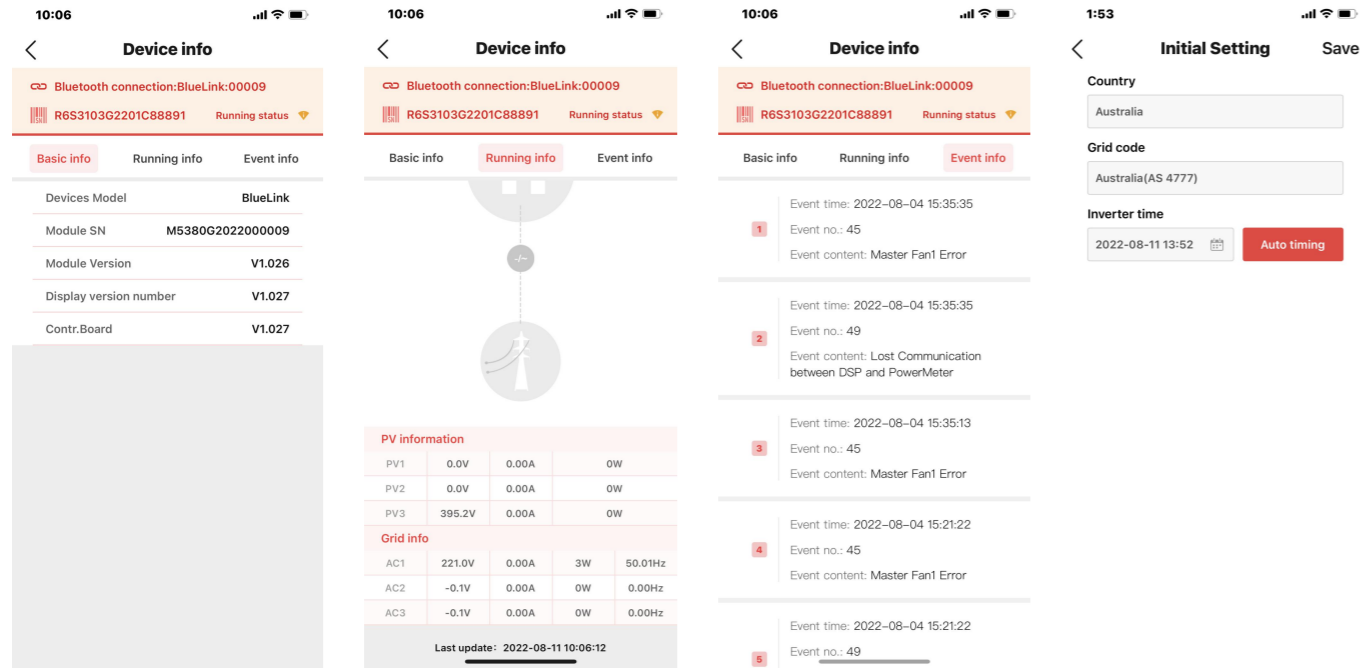 10:06
Device info
Bluetooth connection:BlueLink:00009
R6S3103G2201C88891 Running status
Basic info Running info Event info
Devices Model BlueLink
Module SN M5380G2022000009
Module Version V1.026
Display version number V1.027
Contr.Board V1.027
10:06
Device info
Bluetooth connection:BlueLink:00009
R6S3103G2201C88891 Running status
Basic info Running info Event info
-/-
PV information
PV1 0.0V 0.00A 0W
PV2 0.0V 0.00A 0W
PV3 395.2V 0.00A 0W
Grid info
AC1 221.0V 0.00A 3W 50.01Hz
AC2 -0.1V 0.00A 0W 0.00Hz
AC3 -0.1V 0.00A 0W 0.00Hz
Last update: 2022-08-11 10:06:12
10:06
Device info
Bluetooth connection:BlueLink:00009
R6S3103G2201C88891 Running status
Basic info Running info Event info
Event time: 2022-08-04 15:35:35
1 Event no.: 45
Event content: Master Fan1 Error
Event time: 2022-08-04 15:35:35
Event no.: 49
2
Event content: Lost Communication
between DSP and PowerMeter
Event time: 2022-08-04 15:35:13
3 Event no.: 45
Event content: Master Fan1 Error
Event time: 2022-08-04 15:21:22
4 Event no.: 45
Event content: Master Fan1 Error
Event time: 2022-08-04 15:21:22
Event no.: 49
5
1:53
Initial Setting Save
Country
Australia
Grid code
Australia(AS 4777)
Inverter time
2022-08-11 13:52 Auto timing